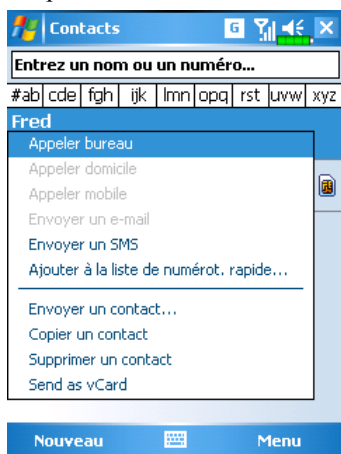 Contacts
G
Entrez un nom ou un numéro...
#ab cde fgh ijk lmn opq rst uvw xyz
Fred
Appeler bureau
Appeler domicile
Appeler mobile
Envoyer un e-mail
Envoyer un SMS
Ajouter à la liste de numérot. rapide...
Envoyer un contact...
Copier un contact
Supprimer un contact
Send as vCard
Nouveau Menu